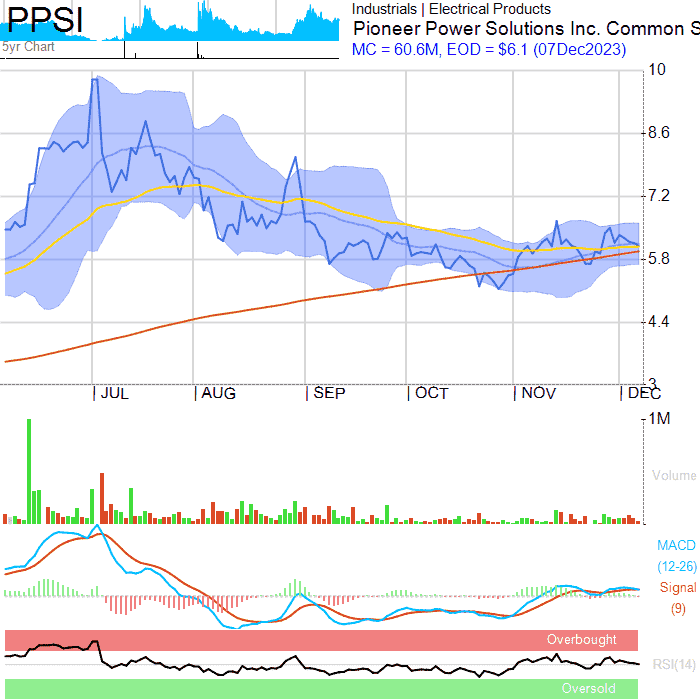 PPSI
5yr Chart
Industrials | Electrical Products
Pioneer Power Solutions Inc. Common S
MC = 60.6M, EOD = $6.1 (07Dec2023)
10
8.6
7.2
5.8
4.4
3
JUL
AUG
SEP
OCT
NOV
DEC
1M
Volume
MACD
(12-26)
Signal
(9)
Overbought
RSI(14)
Oversold